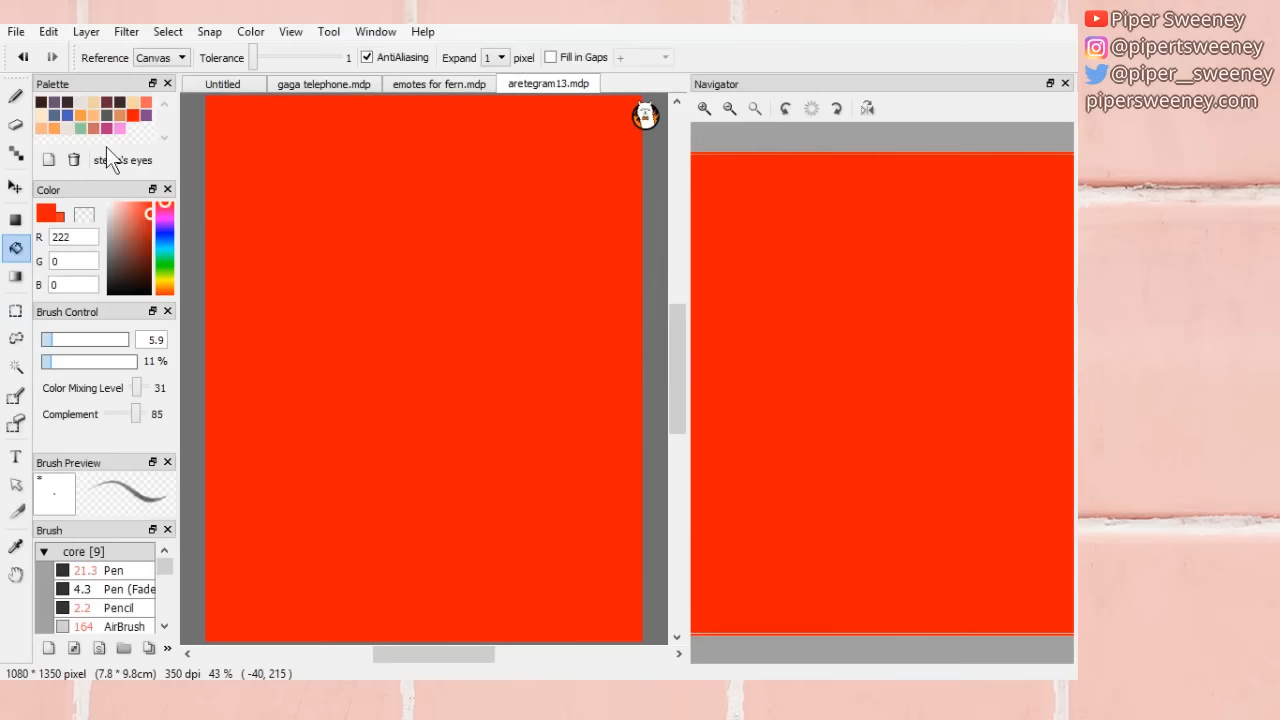 File Edit Layer Filter Select Snap Color View Tool Window Help
Reference Canvas Tolerance 1 AntiAliasing Expand 1 pixel Fill in Gaps +
Palette
Untitled gaga telephone.mdp emotes for fern.mdp aretegram13.mdp
Navigator
Color
R 222
G 0
B 0
Brush Control
5.9
11 %
Color Mixing Level 31
Complement 85
Brush Preview
*
Brush
core [9]
21.3 Pen
4.3 Pen (Fade
2.2 Pencil
164 AirBrush
»
1080 * 1350 pixel (7.8 * 9.8cm) 350 dpi 43 % ( -40, 215 )
Piper Sweeney
@pipertsweeney
@piper__sweeney
pipersweeney.com